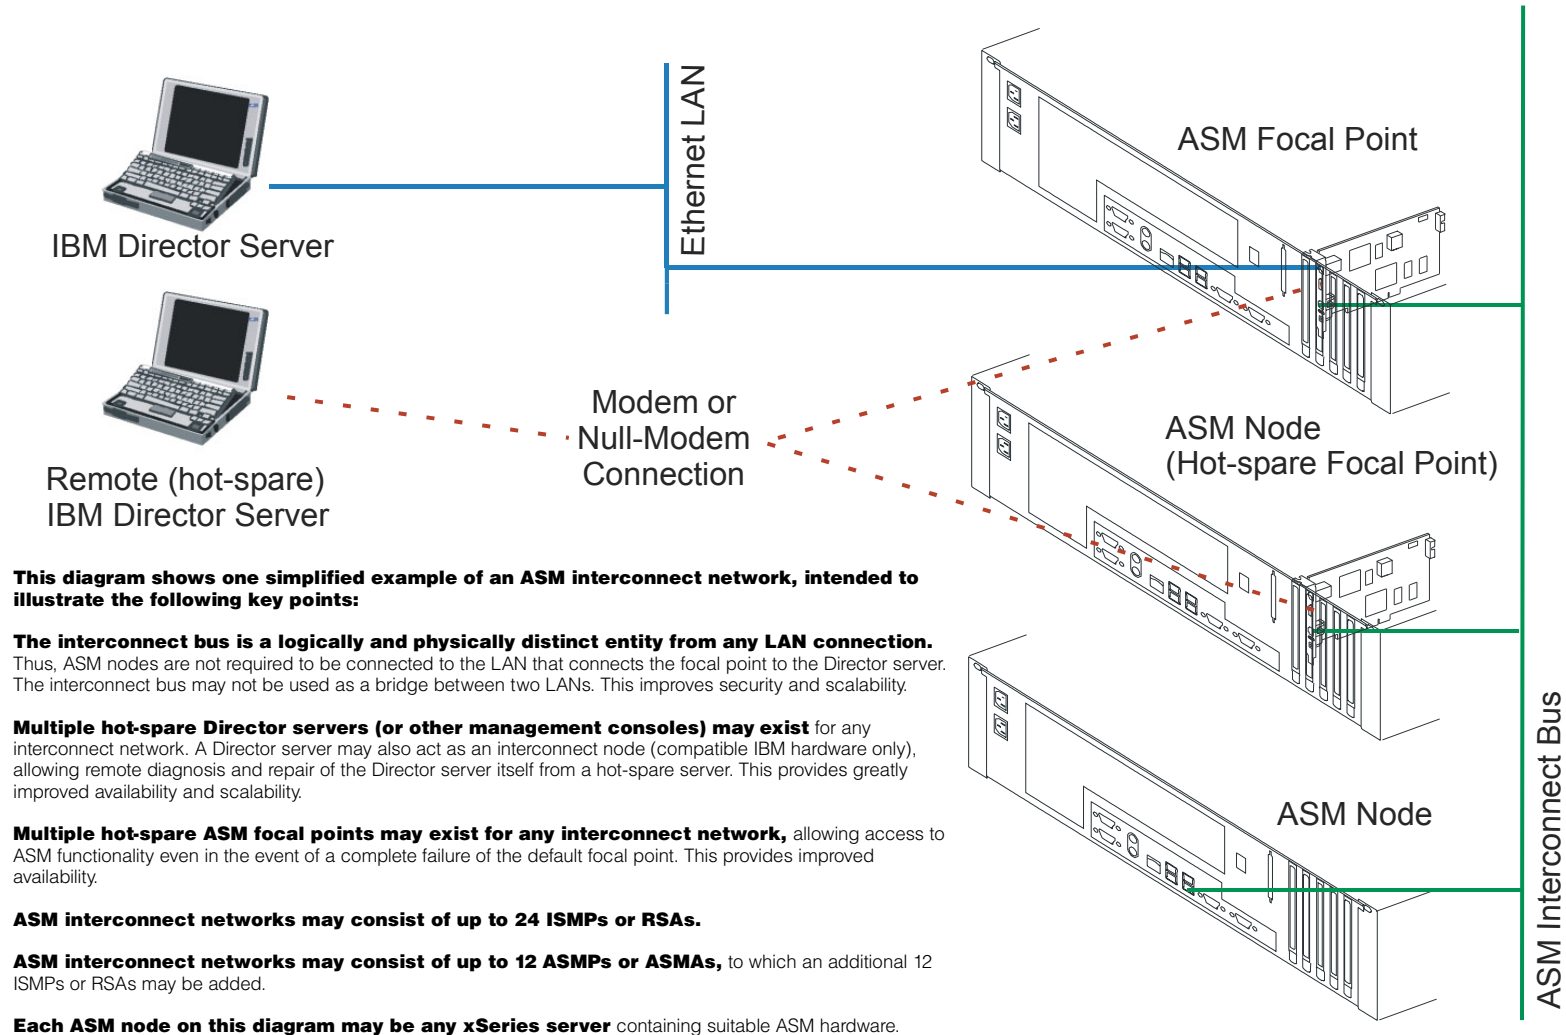 Ethernet LAN
ASM Focal Point
IBM Director Server
Modem or
Null-Modem
Connection
ASM Node
(Hot-spare Focal Point)
Remote (hot-spare)
IBM Director Server
This diagram shows one simplified example of an ASM interconnect network, intended to
illustrate the following key points:
The interconnect bus is a logically and physically distinct entity from any LAN connection.
Thus, ASM nodes are not required to be connected to the LAN that connects the focal point to the Director server.
The interconnect bus may not be used as a bridge between two LANs. This improves security and scalability.
Multiple hot-spare Director servers (or other management consoles) may exist for any
interconnect network. A Director server may also act as an interconnect node (compatible IBM hardware only),
allowing remote diagnosis and repair of the Director server itself from a hot-spare server. This provides greatly
improved availability and scalability.
Multiple hot-spare ASM focal points may exist for any interconnect network, allowing access to
ASM functionality even in the event of a complete failure of the default focal point. This provides improved
availability.
ASM interconnect networks may consist of up to 24 ISMPs or RSAs.
ASM interconnect networks may consist of up to 12 ASMPs or ASMAs, to which an additional 12
ISMPs or RSAs may be added.
Each ASM node on this diagram may be any xSeries server containing suitable ASM hardware.
ASM Node
ASM Interconnect Bus